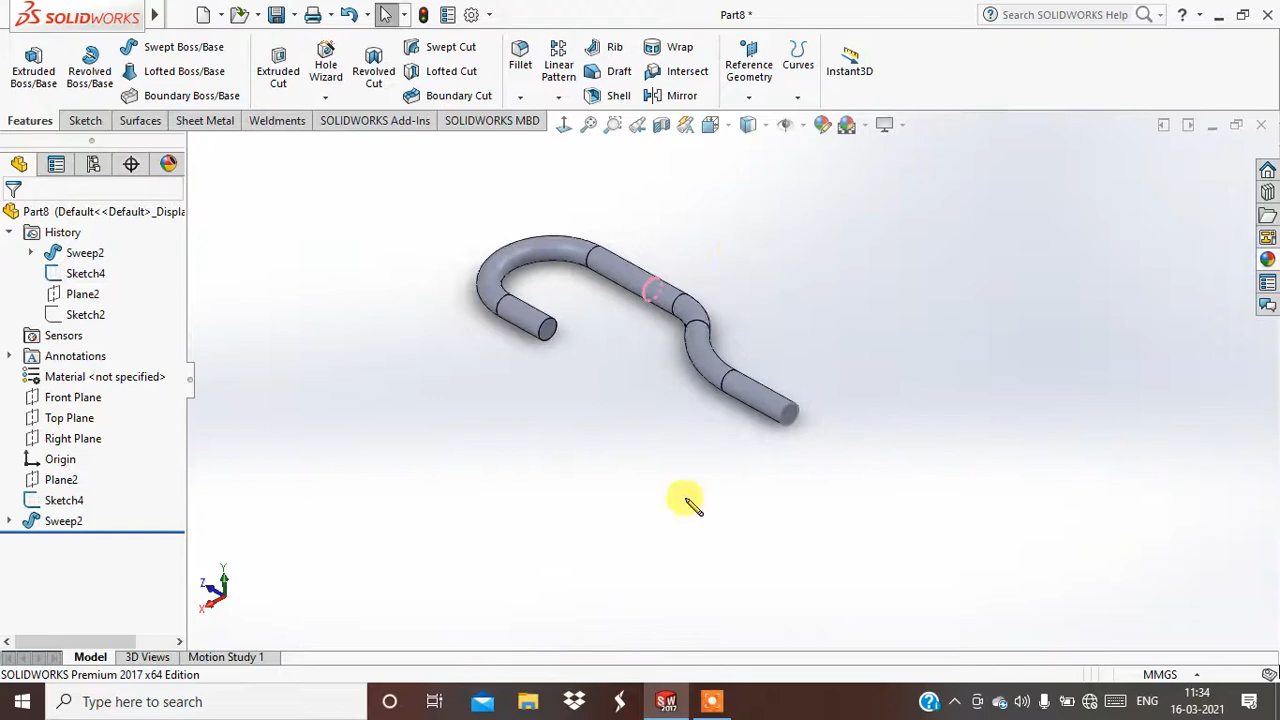 SOLIDWORKS
Part8 *
Search SOLIDWORKS Help
?
Extruded Boss/Base
Revolved Boss/Base
Swept Boss/Base
Lofted Boss/Base
Boundary Boss/Base
Extruded Cut
Hole Wizard
Revolved Cut
Swept Cut
Lofted Cut
Boundary Cut
Fillet
Linear Pattern
Rib
Draft
Shell
Wrap
Intersect
Mirror
Reference Geometry
Curves
Instant3D
Features Sketch Surfaces Sheet Metal Weldments SOLIDWORKS Add-Ins SOLIDWORKS MBD
Part8 (Default<<Default>_Displa
History
Sweep2
Sketch4
Plane2
Sketch2
Sensors
Annotations
Material <not specified>
Front Plane
Top Plane
Right Plane
Origin
Plane2
Sketch4
Sweep2
Y
Z
X
Model 3D Views Motion Study 1
SOLIDWORKS Premium 2017 x64 Edition
MMGS
Type here to search
SW
2017
?
ENG
11:34
16-03-2021